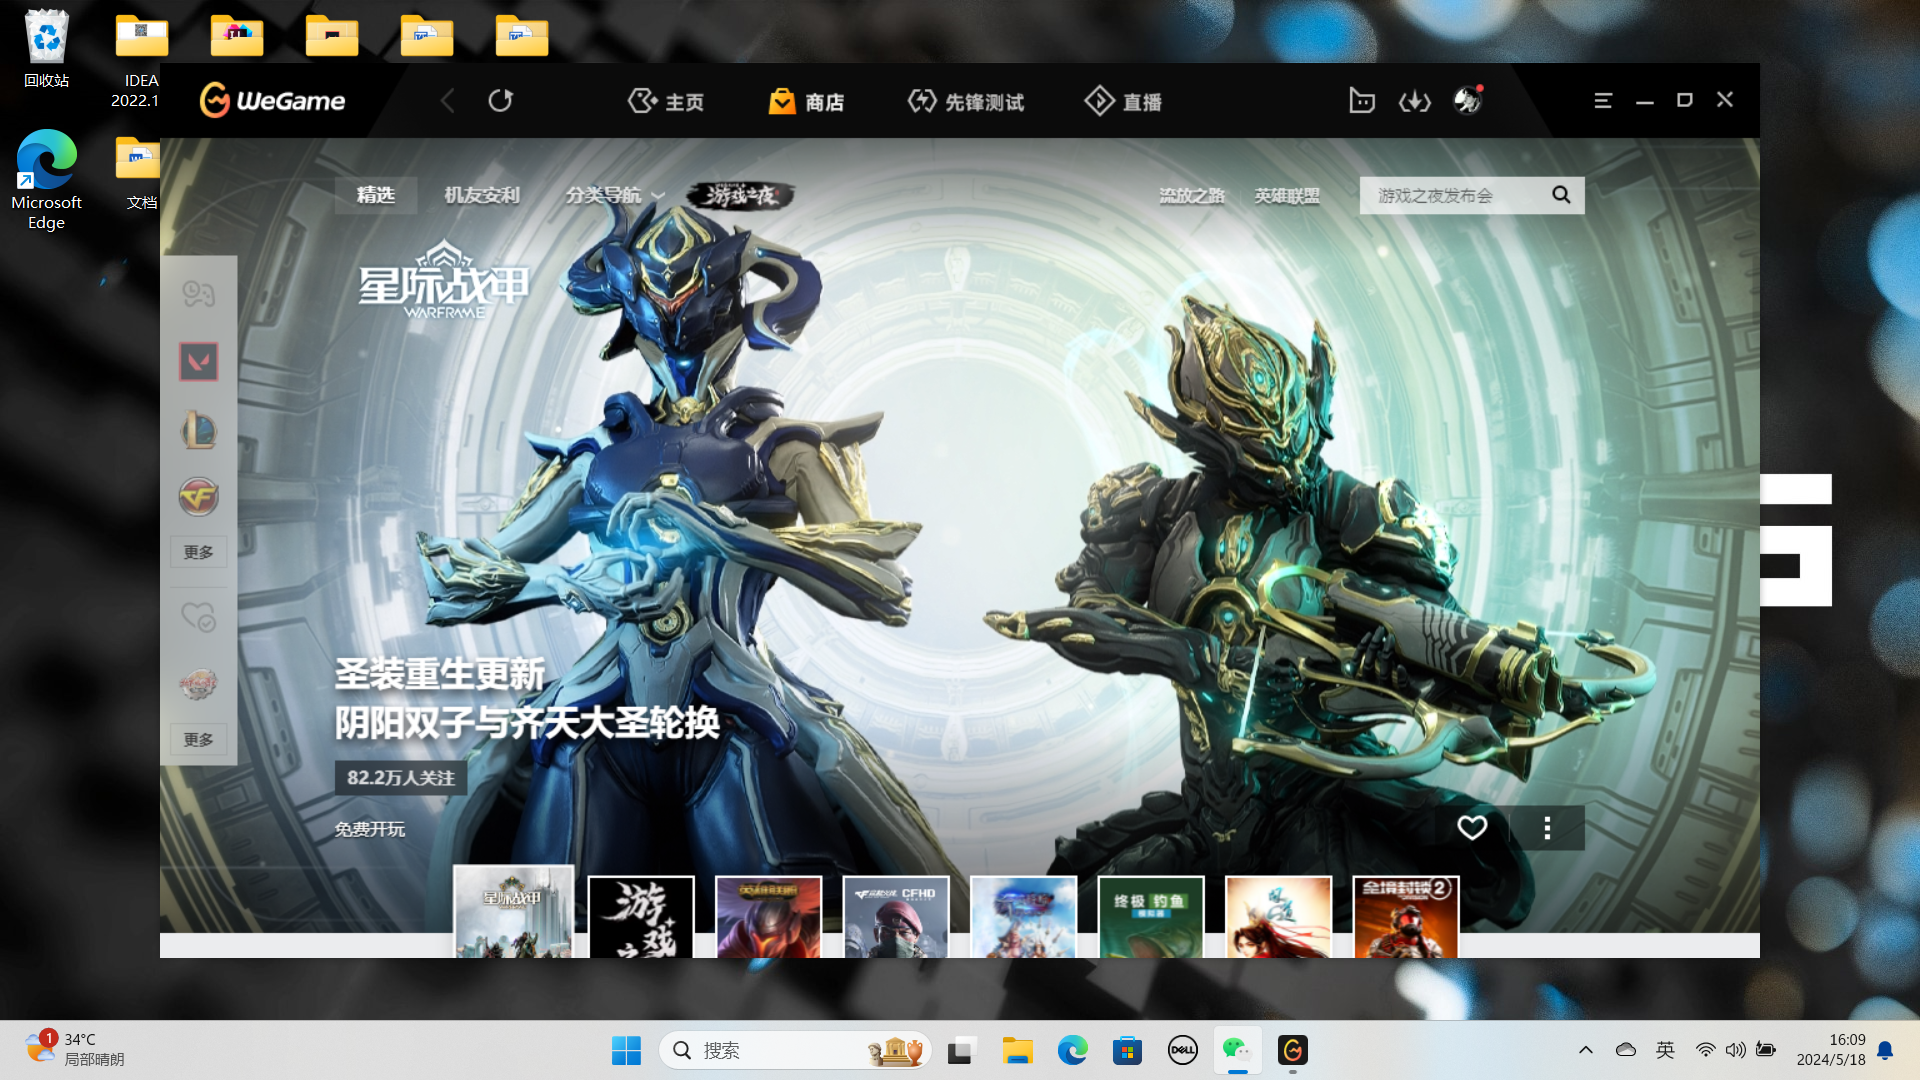 回收站
IDEA
2022.1
Microsoft
Edge
文档
WeGame
主页
商店
先锋测试
直播
精选
机友安利
分类导航
游戏之夜
流放之路
英雄联盟
游戏之夜发布会
星际战甲
WARFRAME
更多
更多
圣装重生更新
阴阳双子与齐天大圣轮换
82.2万人关注
免费开玩
星际战甲
游戏之
CFHD
终极钓鱼
模拟器
全境封锁2
1
34°C
局部晴朗
搜索
DELL
英
16:09
2024/5/18